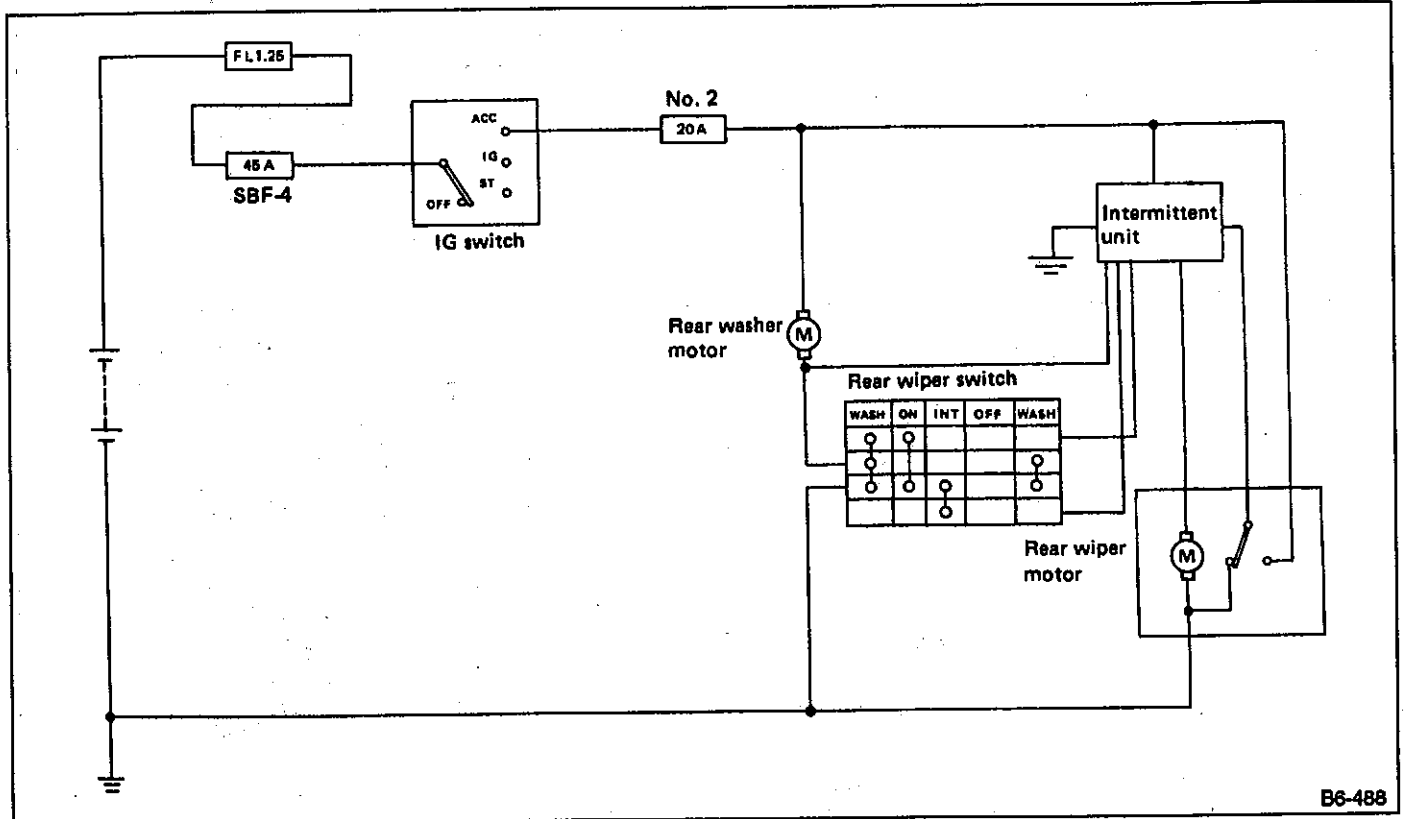 FL1.25
45A
SBF-4
ACC
IG
ST
OFF
IG switch
No. 2
20A
Intermittent
unit
Rear washer
motor
M
Rear wiper switch
WASH ON INT OFF WASH
Rear wiper
motor
M
B6-488